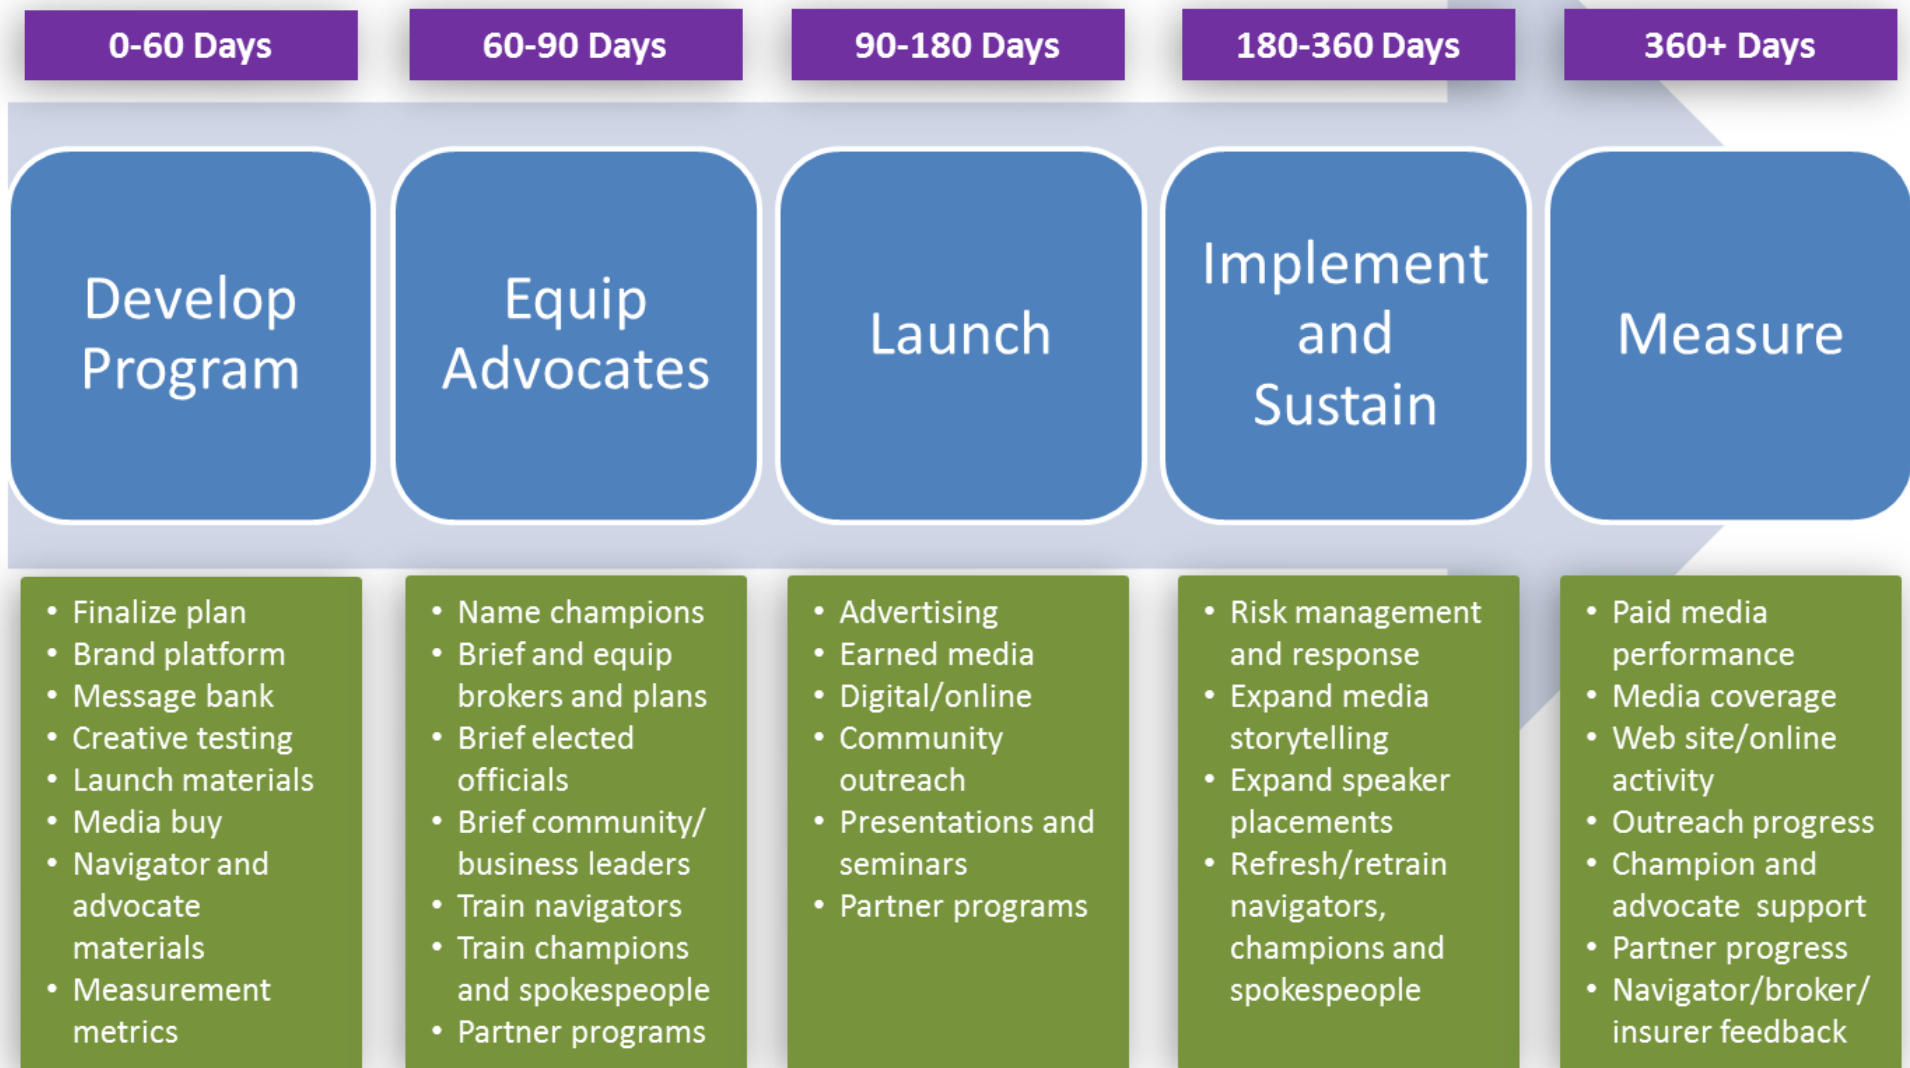 0-60 Days
60-90 Days
90-180 Days
180-360 Days
360+ Days
Develop
Program
Equip
Advocates
Launch
Implement
and
Sustain
Measure
• Finalize plan
• Brand platform
• Message bank
• Creative testing
• Launch materials
• Media buy
• Navigator and
advocate
materials
• Measurement
metrics
• Name champions
• Brief and equip
brokers and plans
• Brief elected
officials
• Brief community/
business leaders
• Train navigators
• Train champions
and spokespeople
• Partner programs
• Advertising
• Earned media
• Digital/online
• Community
outreach
• Presentations and
seminars
• Partner programs
• Risk management
and response
• Expand media
storytelling
• Expand speaker
placements
• Refresh/retrain
navigators,
champions and
spokespeople
• Paid media
performance
• Media coverage
• Web site/online
activity
• Outreach progress
• Champion and
advocate support
• Partner progress
• Navigator/broker/
insurer feedback